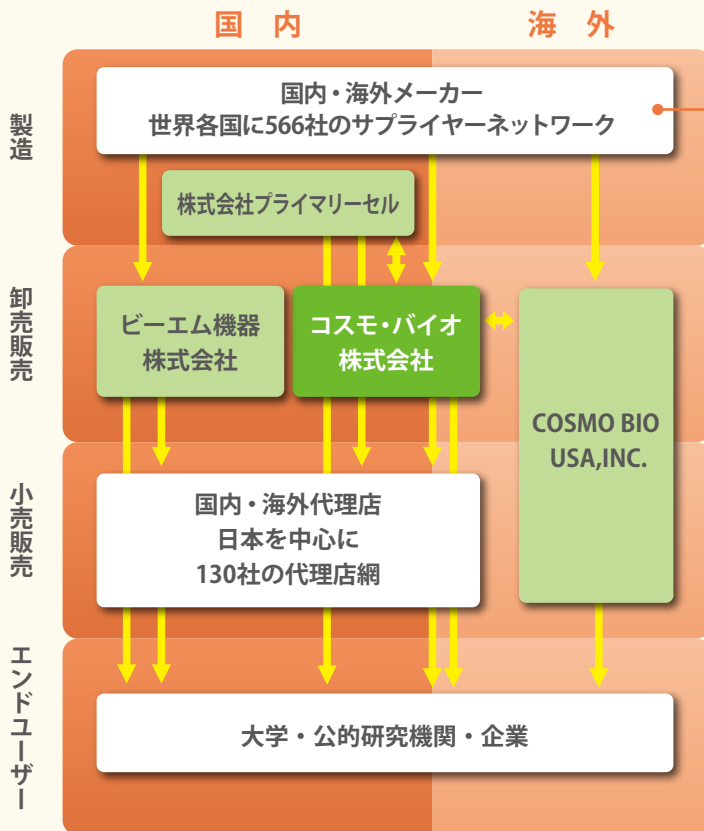 国内
海外
製造
国内・海外メーカー
世界各国に566社のサプライヤーネットワーク
株式会社プライマリーセル
卸売販売
ビーエム機器
株式会社
コスモ・バイオ
株式会社
COSMO BIO
USA,INC.
小売販売
国内・海外代理店
日本を中心に
130社の代理店網
エンドユーザー
大学・公的研究機関・企業